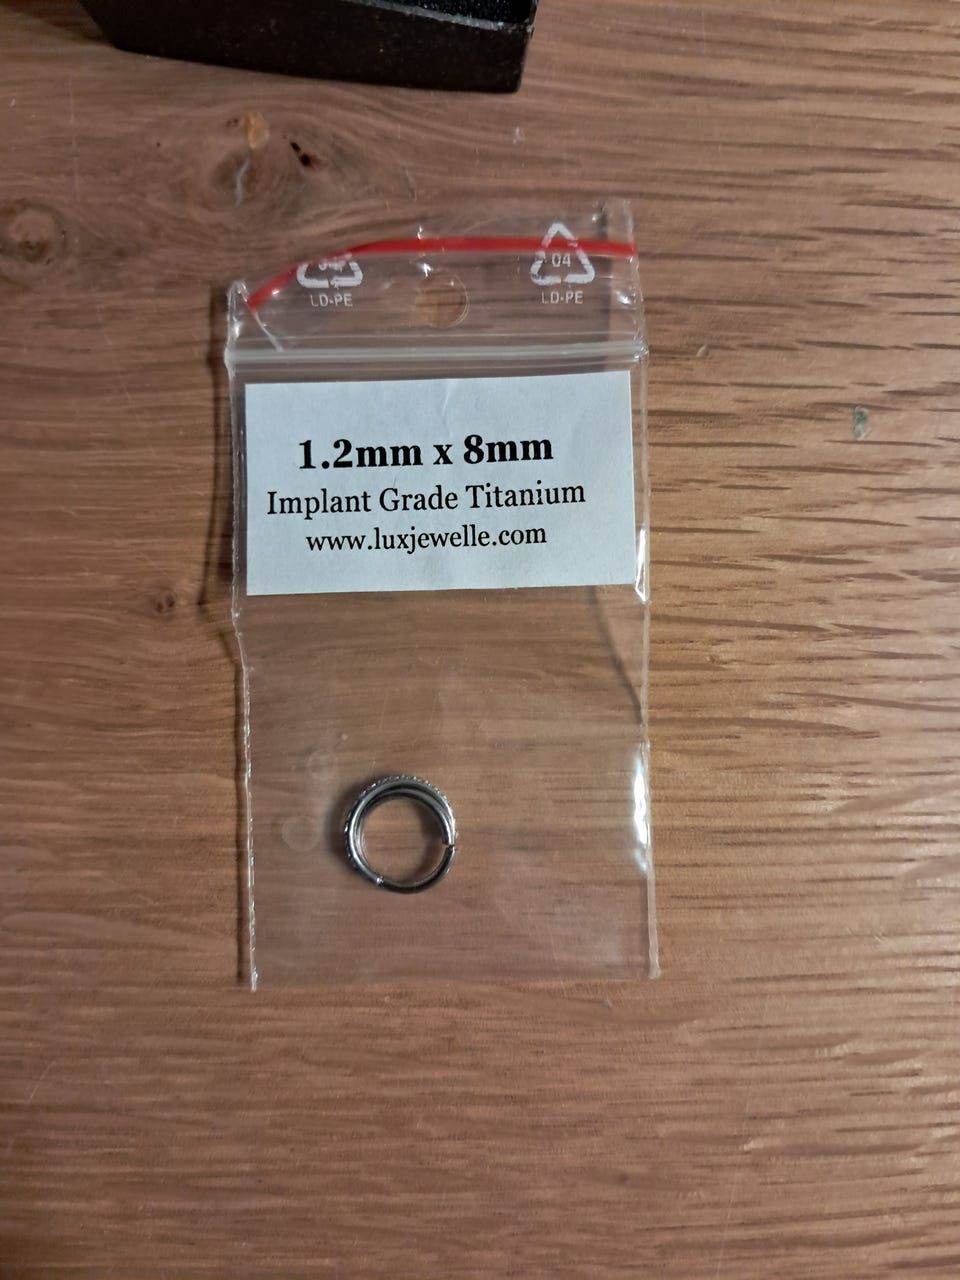 04 04
LD-PE LD-PE
1.2mm x 8mm
Implant Grade Titanium
www.luxjewelle.com